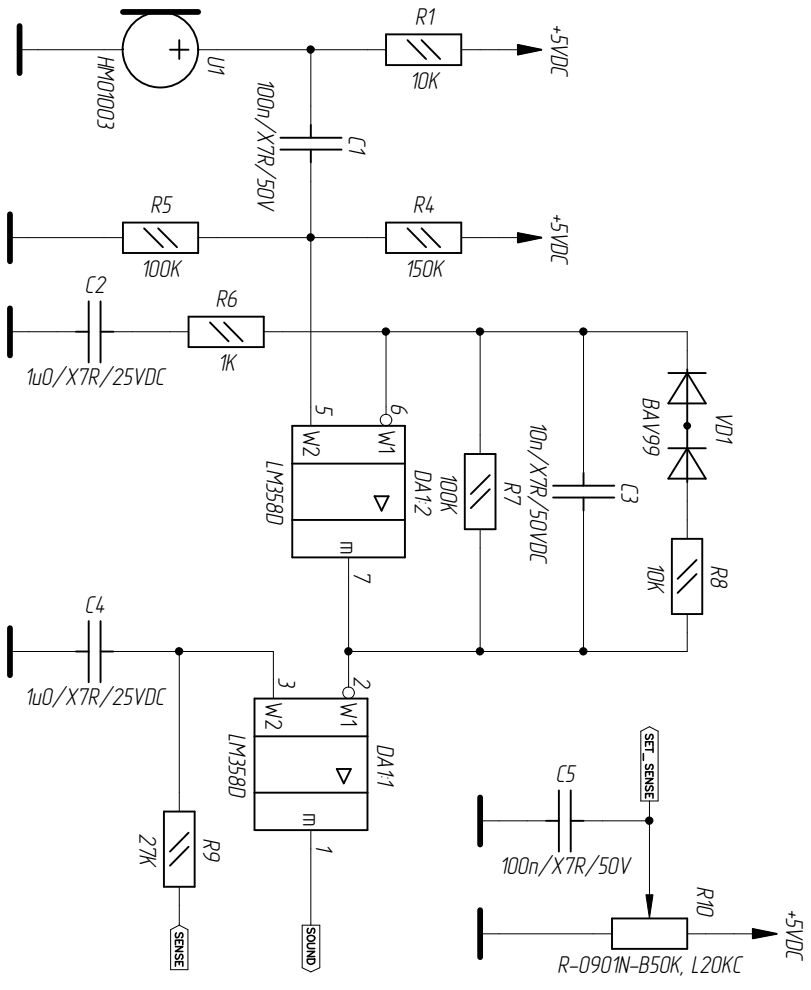 R1
10K
+5VDC
U1
HMO1003
C1
100n/X7R/50V
R5
100K
R4
150K
+5VDC
C2
1u0/X7R/25VDC
R6
1K
6
5
W1
W2
m
DA1:2
LM358D
7
R7
100K
C3
10n/X7R/50VDC
VD1
BAV99
R8
10K
C4
1u0/X7R/25VDC
2
3
W1
W2
m
DA1:1
LM358D
1
R9
27K
SENSE
SOUND
SET_SENSE
C5
100n/X7R/50V
R10
+5VDC
R-0901N-B50K, L20KC